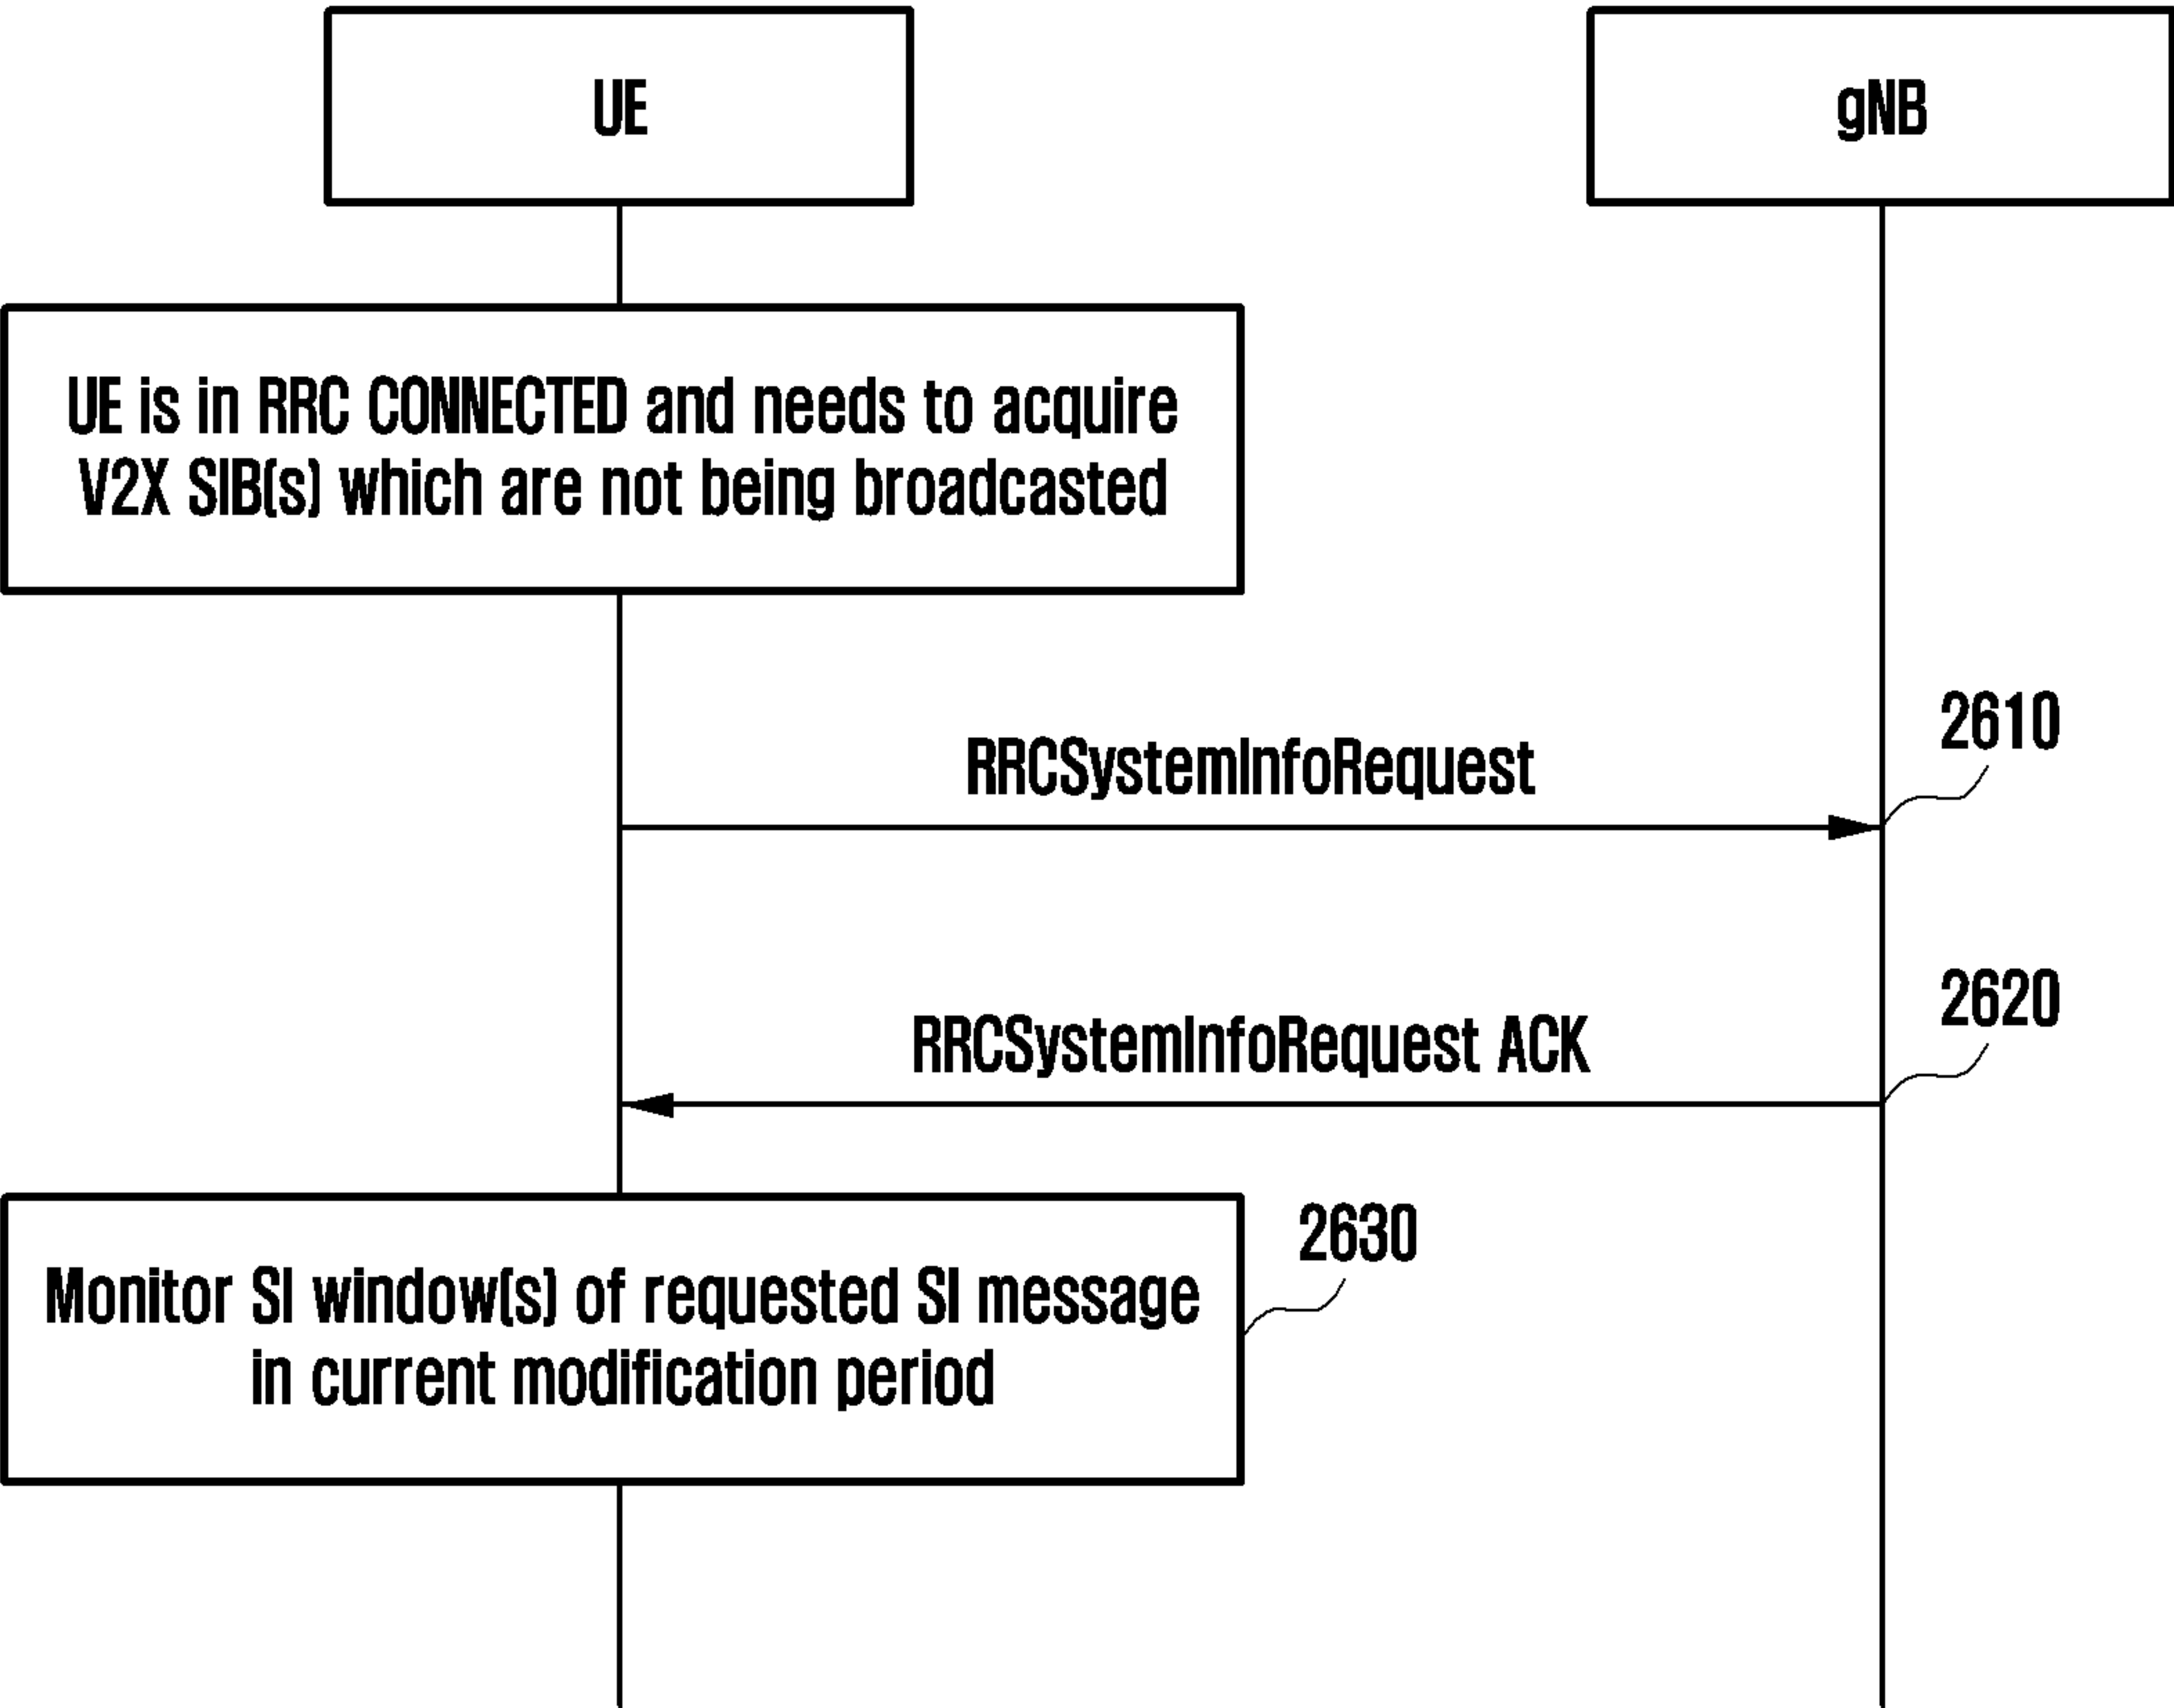 UE
gNB
UE is in RRC CONNECTED and needs to acquire
V2X SIB(s) which are not being broadcasted
2610
RRCSystemInfoRequest
2620
RRCSystemInfoRequest ACK
2630
Monitor SI window(s) of requested SI message
in current modification period